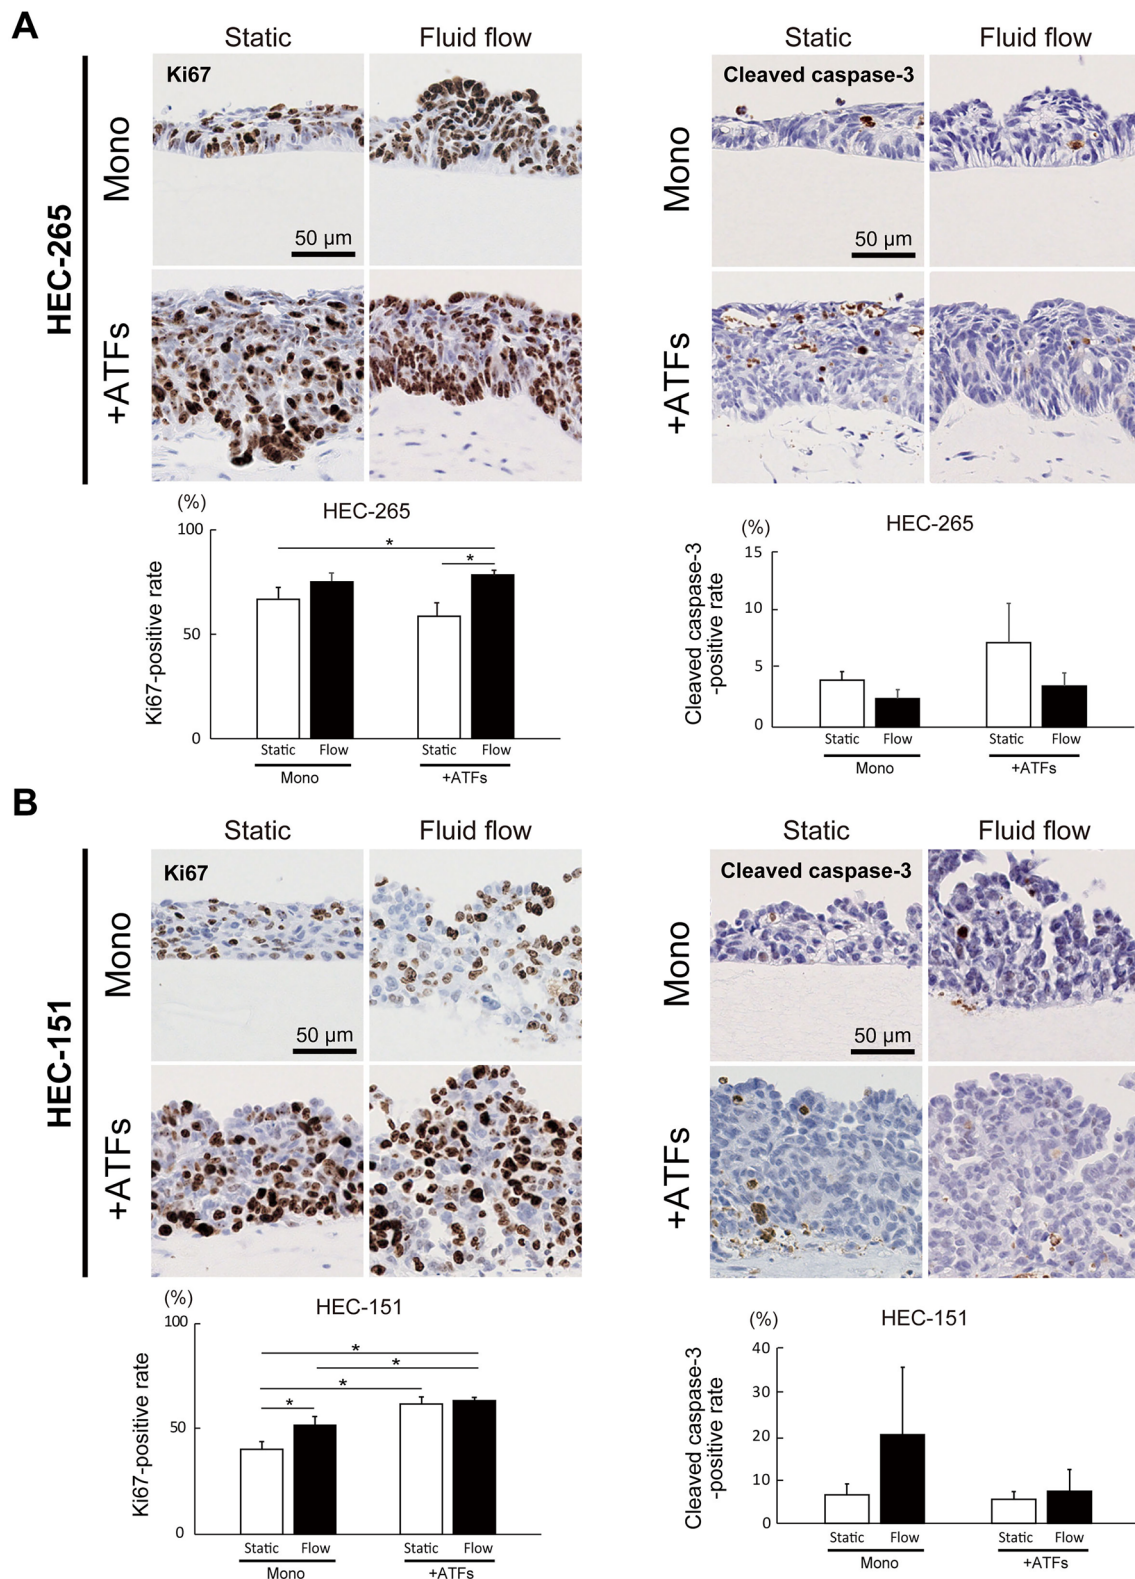 A
Static
Fluid flow
Static
Fluid flow
HEC-265
Mono
Ki67
50 µm
Mono
Cleaved caspase-3
50 µm
+ATFs
+ATFs
(%)
HEC-265
Ki67-positive rate
100
50
0
*
*
Static
Flow
Static
Flow
Mono
+ATFs
(%)
HEC-265
Cleaved caspase-3
-positive rate
15
10
5
0
Static
Flow
Static
Flow
Mono
+ATFs
B
Static
Fluid flow
Static
Fluid flow
HEC-151
Mono
Ki67
50 µm
Mono
Cleaved caspase-3
50 µm
+ATFs
+ATFs
(%)
HEC-151
Ki67-positive rate
100
50
0
*
*
*
*
Static
Flow
Static
Flow
Mono
+ATFs
(%)
HEC-151
Cleaved caspase-3
-positive rate
40
30
20
10
0
Static
Flow
Static
Flow
Mono
+ATFs